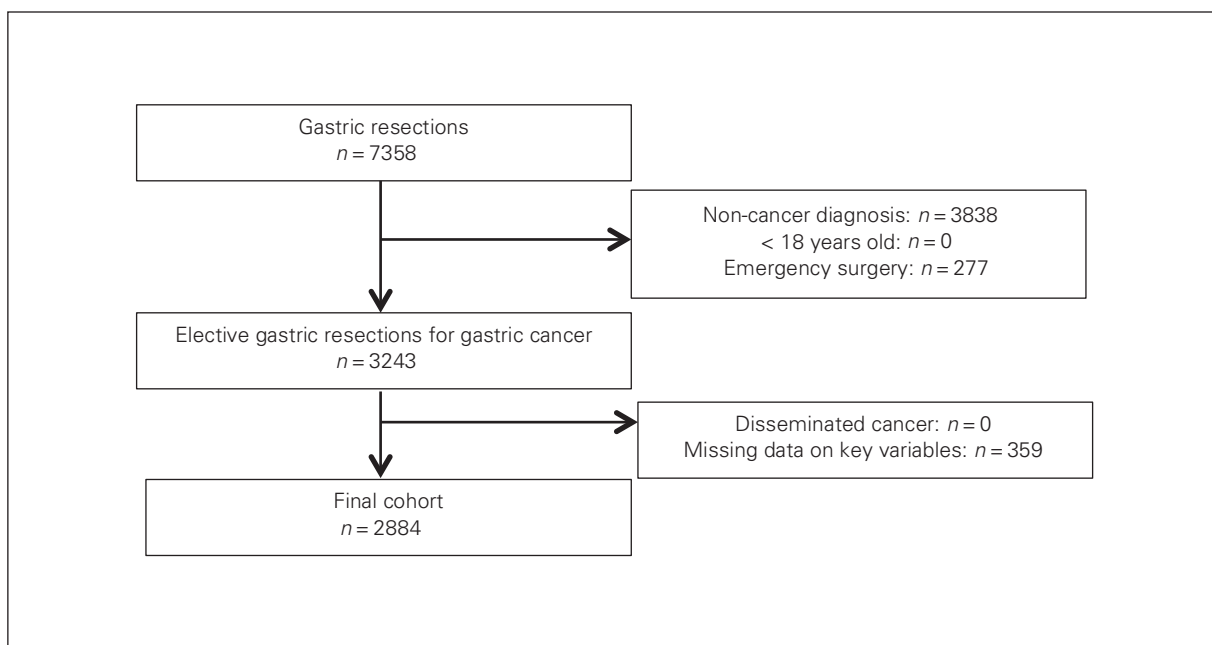 Gastric resections
n = 7358
Non-cancer diagnosis: n = 3838
< 18 years old: n = 0
Emergency surgery: n = 277
Elective gastric resections for gastric cancer
n = 3243
Disseminated cancer: n = 0
Missing data on key variables: n = 359
Final cohort
n = 2884